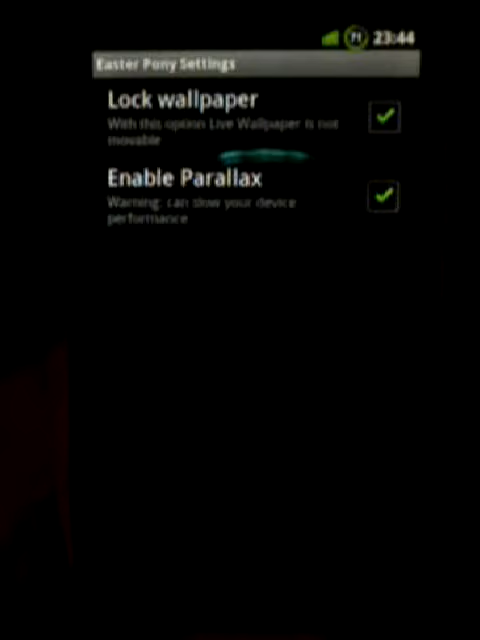 23:44
Easter Pony Settings
Lock wallpaper
With this option Live Wallpaper is not
movable
Enable Parallax
Warning: can slow your device
performance